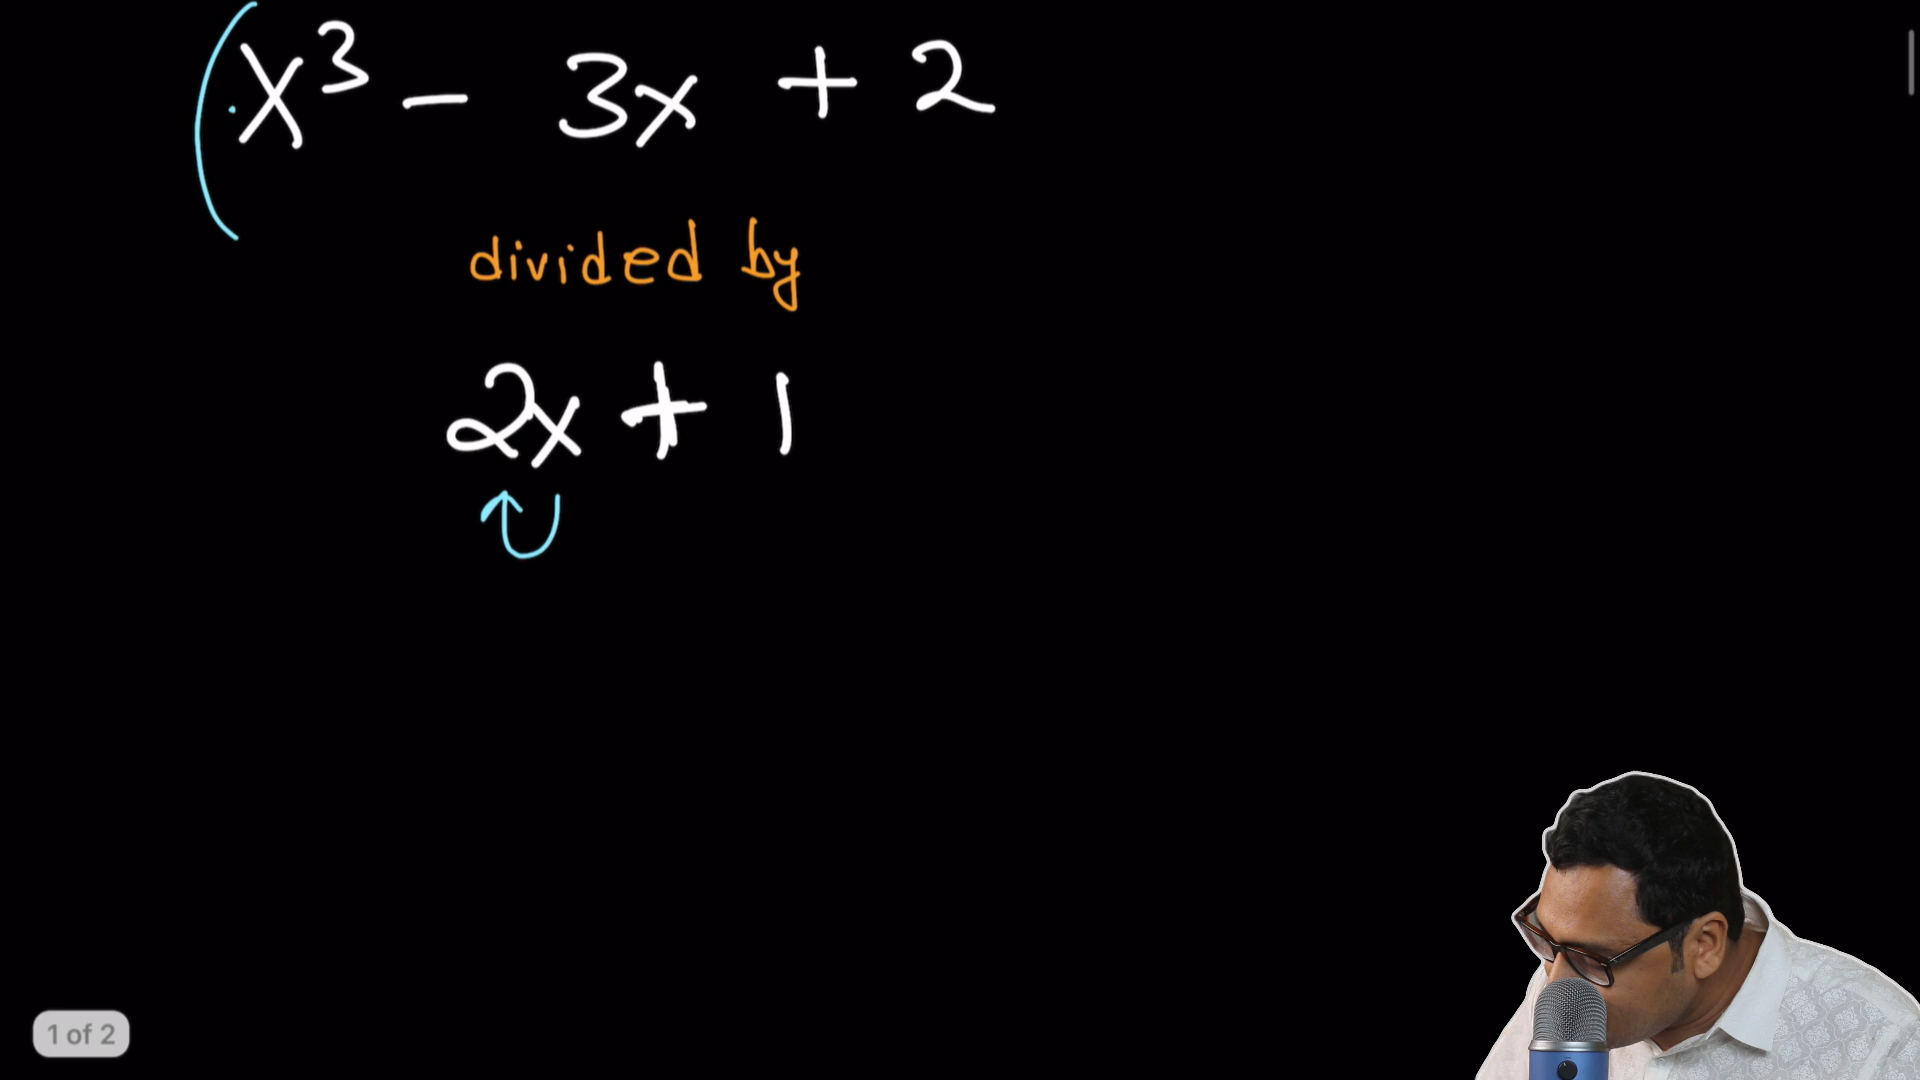 (x³ - 3x + 2
divided by
2x + 1
1 of 2